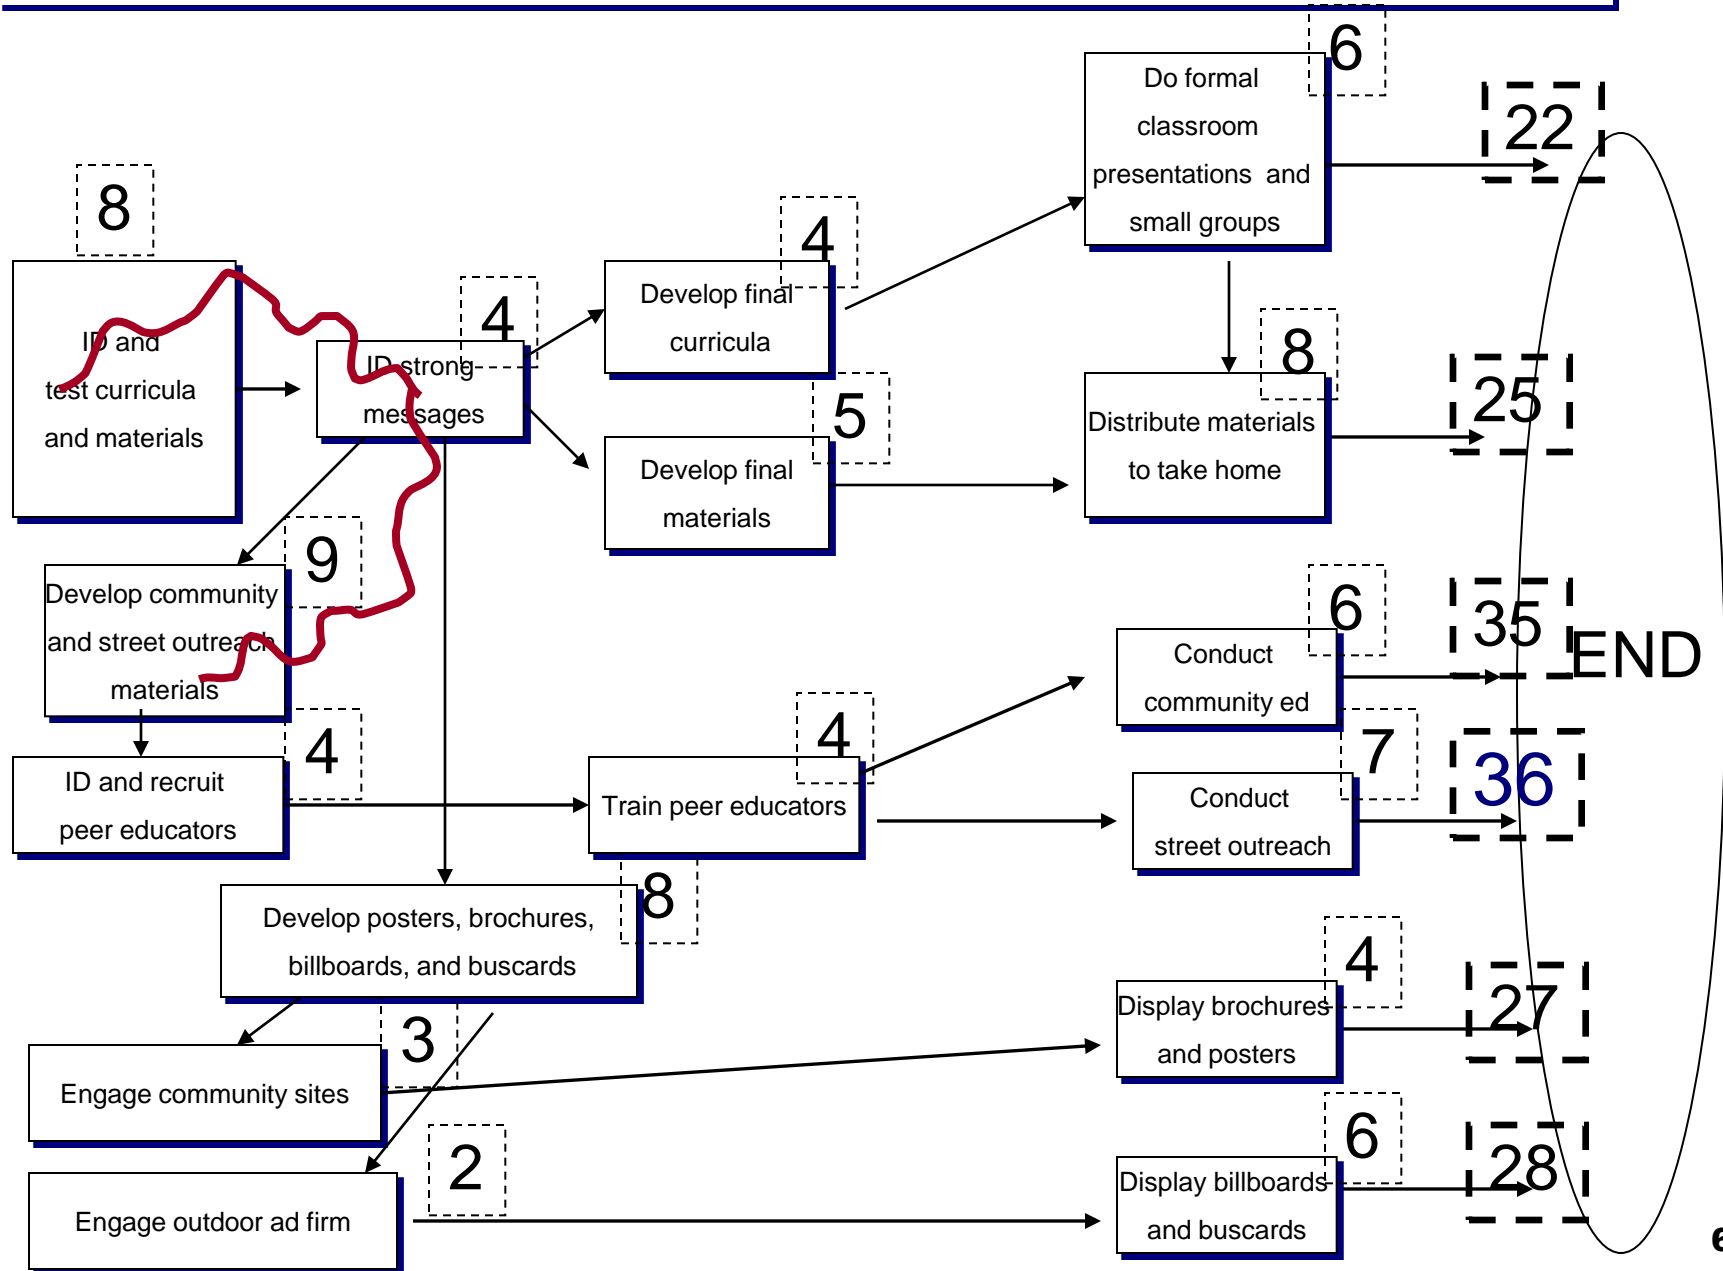 6
Do formal
classroom
presentations and
small groups
22
8
ID and
test curricula
and materials
4
ID strong
messages
4
Develop final
curricula
5
Develop final
materials
8
Distribute materials
to take home
25
9
Develop community
and street outreach
materials
4
ID and recruit
peer educators
4
Train peer educators
6
Conduct
community ed
35
END
7
Conduct
street outreach
36
8
Develop posters, brochures,
billboards, and buscards
3
Engage community sites
4
Display brochures
and posters
27
2
Engage outdoor ad firm
6
Display billboards
and buscards
28